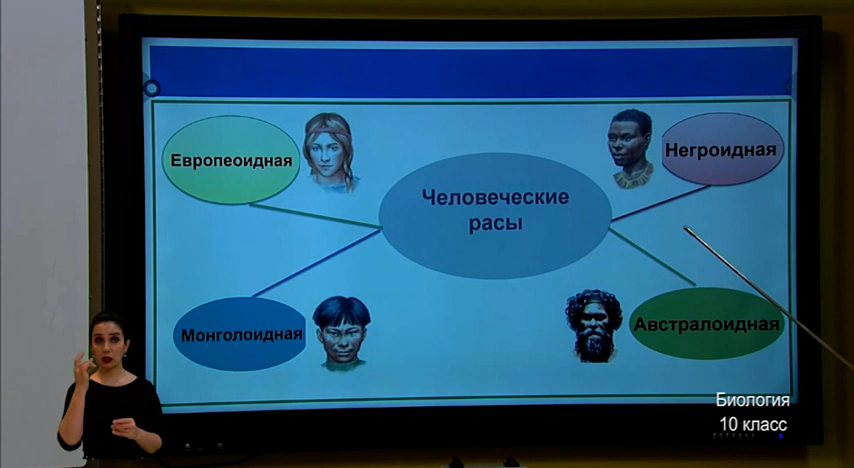 Европеоидная
Негроидная
Человеческие
расы
Монголоидная
Австралоидная
Биология
10 класс